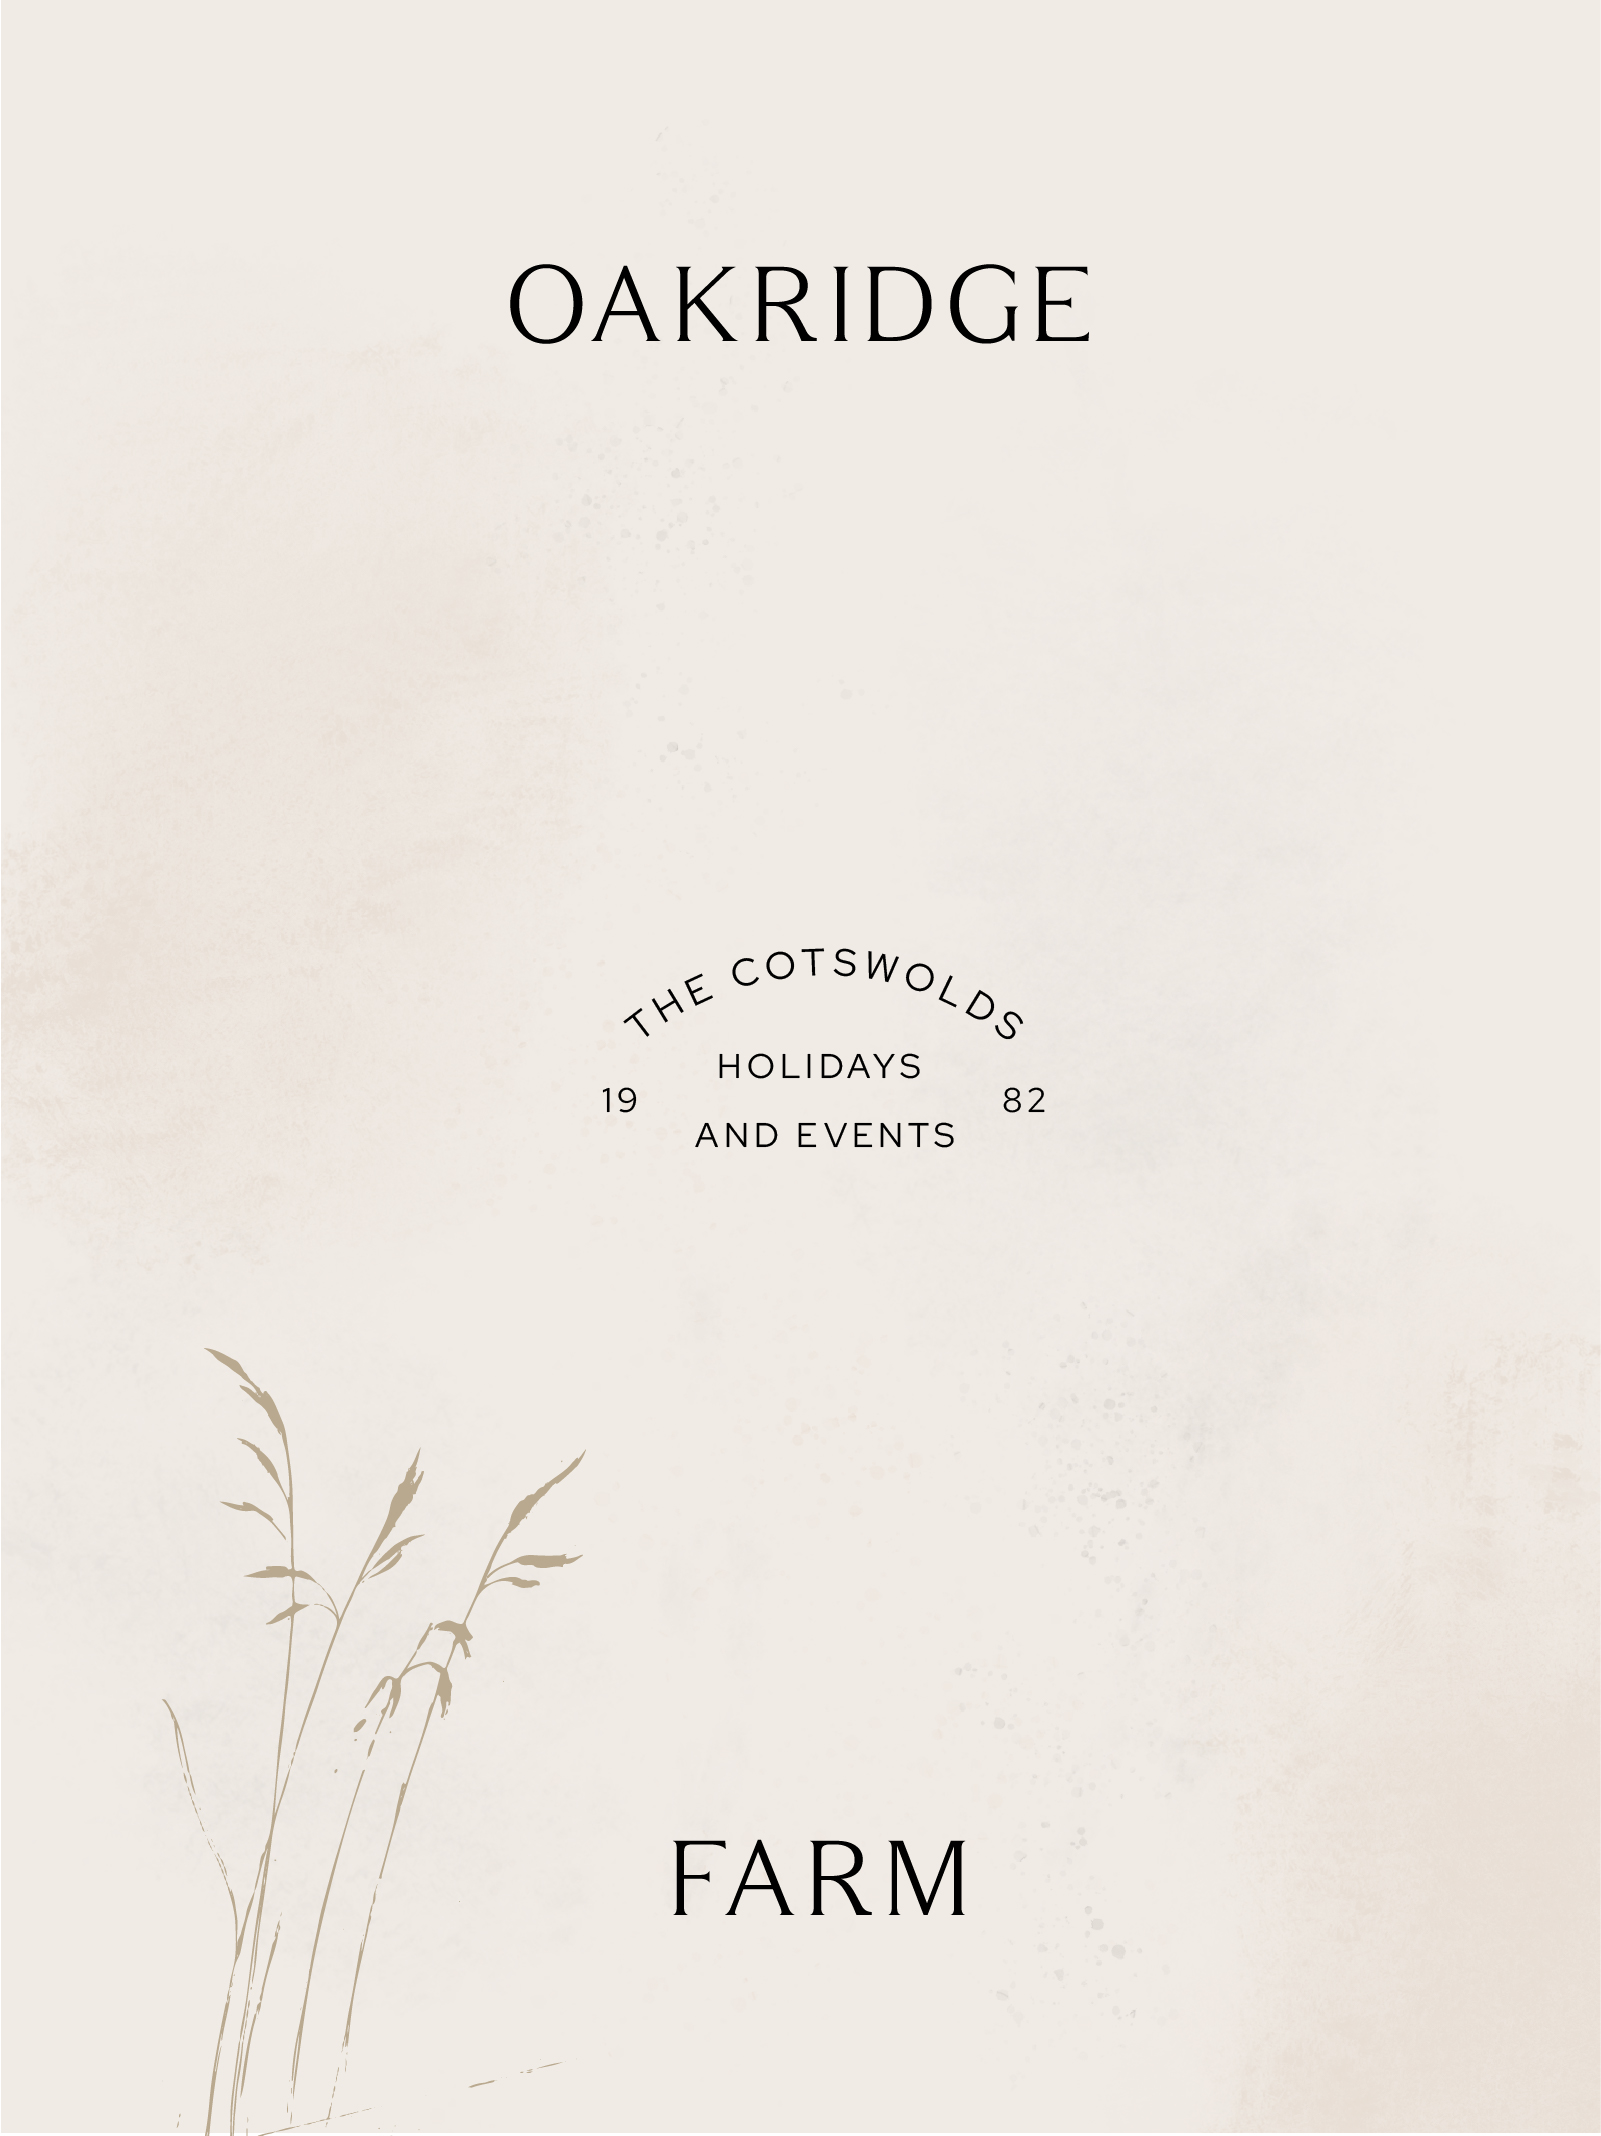 OAKRIDGE
THE COTSWOLDS
HOLIDAYS
19 82
AND EVENTS
FARM